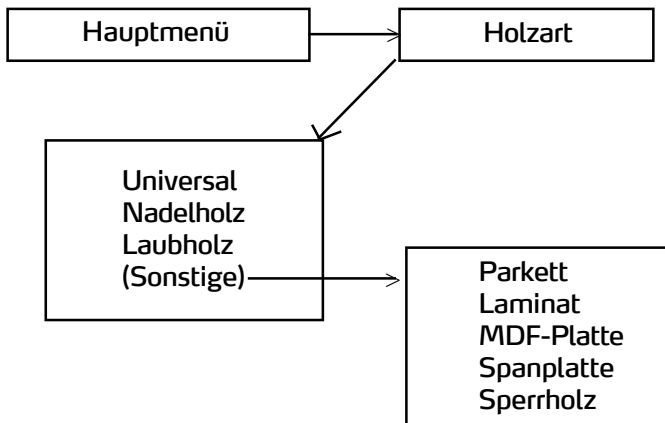 Hauptmenü
Holzart
Universal
Nadelholz
Laubholz
(Sonstige)
Parkett
Laminat
MDF-Platte
Spanplatte
Sperrholz